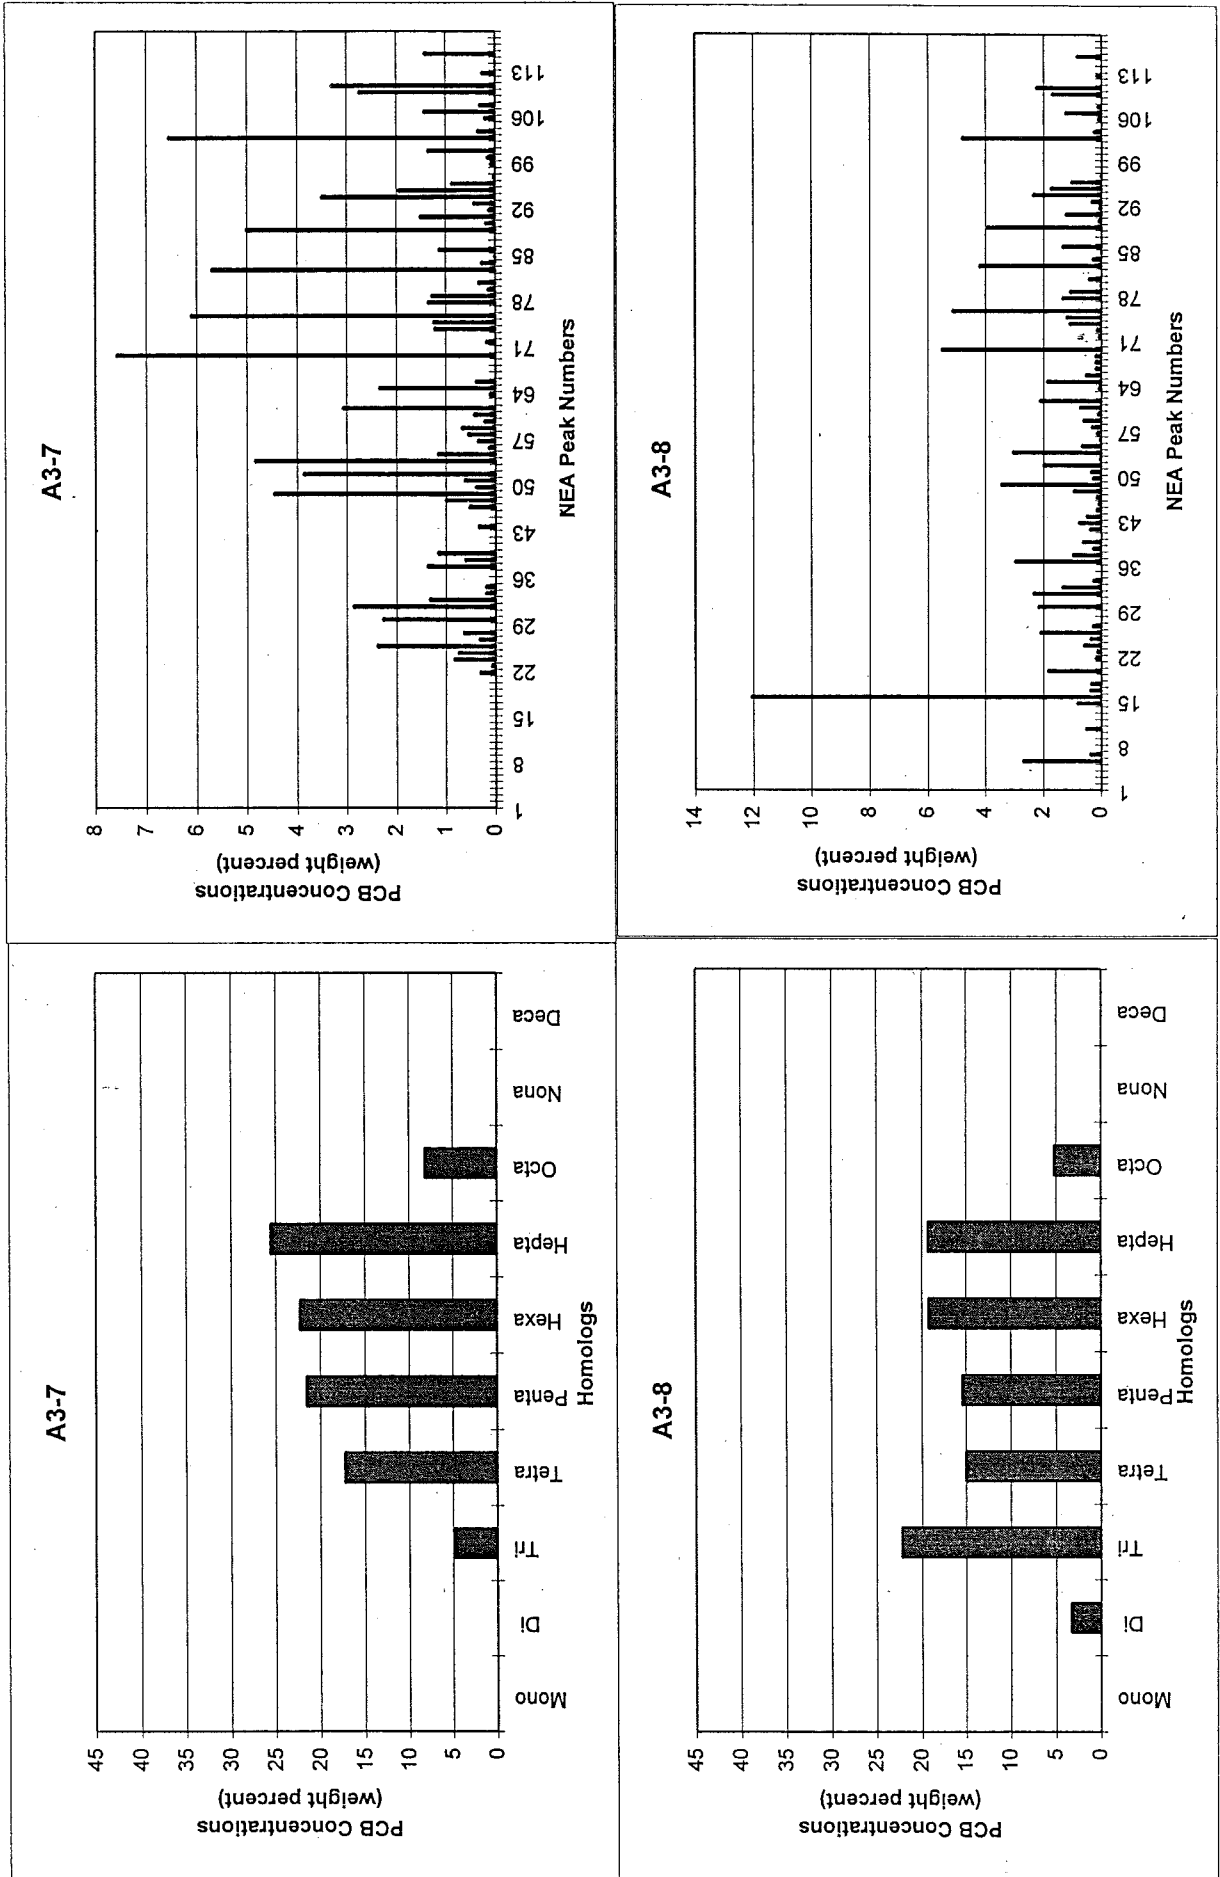 A3-7
PCB Concentrations
(weight percent)
45
40
35
30
25
20
15
10
5
0
Mono
Di
Tri
Tetra
Penta
Hexa
Hepta
Octa
Nona
Deca
Homologs
A3-7
PCB Concentrations
(weight percent)
8
7
6
5
4
3
2
1
0
1
8
15
22
29
36
43
50
57
64
71
78
85
92
99
106
113
NEA Peak Numbers
A3-8
PCB Concentrations
(weight percent)
45
40
35
30
25
20
15
10
5
0
Mono
Di
Tri
Tetra
Penta
Hexa
Hepta
Octa
Nona
Deca
Homologs
A3-8
PCB Concentrations
(weight percent)
14
12
10
8
6
4
2
0
1
8
15
22
29
36
43
50
57
64
71
78
85
92
99
106
113
NEA Peak Numbers